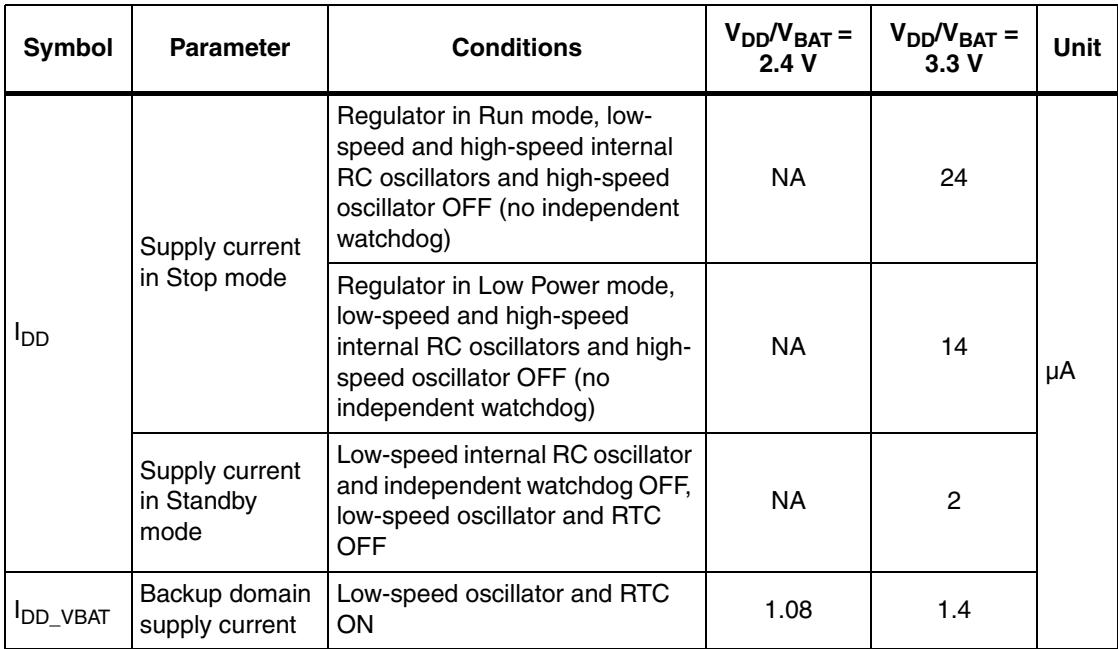 Symbol Parameter Conditions VDD/VBAT = 2.4 V VDD/VBAT = 3.3 V Unit
IDD
Supply current
in Stop mode
Regulator in Run mode, low-
speed and high-speed internal
RC oscillators and high-speed
oscillator OFF (no independent
watchdog)
NA 24
Regulator in Low Power mode,
low-speed and high-speed
internal RC oscillators and high-
speed oscillator OFF (no
independent watchdog)
NA 14
µA
Supply current
in Standby
mode
Low-speed internal RC oscillator
and independent watchdog OFF,
low-speed oscillator and RTC
OFF
NA 2
IDD_VBAT
Backup domain
supply current
Low-speed oscillator and RTC
ON
1.08 1.4